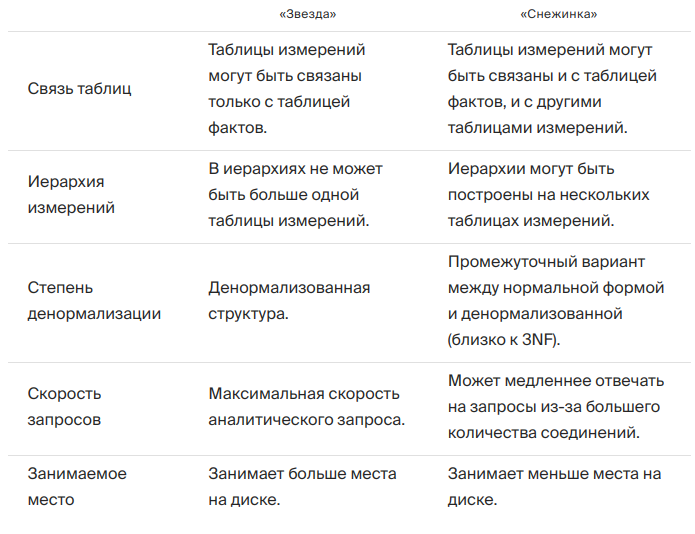 «Звезда» «Снежинка»
Связь таблиц
Таблицы измерений
могут быть связаны
только с таблицей
фактов.
Таблицы измерений могут
быть связаны и с таблицей
фактов, и с другими
таблицами измерений.
Иерархия
измерений
В иерархиях не может
быть больше одной
таблицы измерений.
Иерархии могут быть
построены на нескольких
таблицах измерений.
Степень
денормализации
Денормализованная
структура.
Промежуточный вариант
между нормальной формой
и денормализованной
(близко к 3NF).
Скорость
запросов
Максимальная скорость
аналитического запроса.
Может медленнее отвечать
на запросы из-за большего
количества соединений.
Занимаемое
место
Занимает больше места
на диске.
Занимает меньше места на
диске.